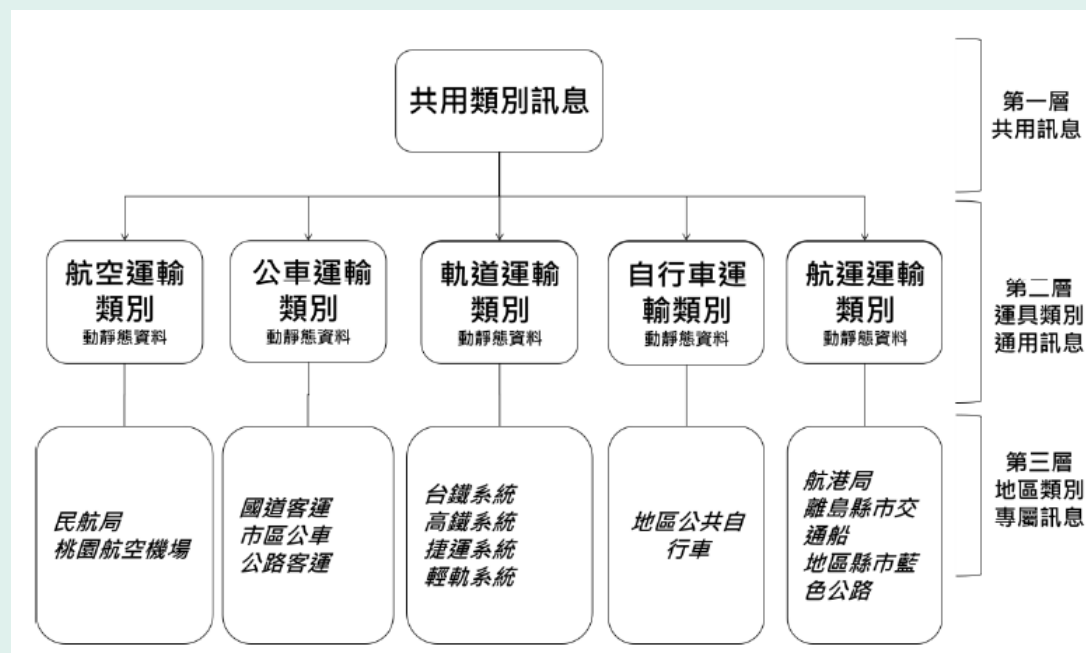 共用類別訊息
第一層
共用訊息
航空運輸
類別
動靜態資料
公車運輸
類別
動靜態資料
軌道運輸
類別
動靜態資料
自行車運
輸類別
動靜態資料
航運運輸
類別
動靜態資料
第二層
運具類別
通用訊息
民航局
桃園航空機場
國道客運
市區公車
公路客運
台鐵系統
高鐵系統
捷運系統
輕軌系統
地區公共自
行車
航港局
離島縣市交
通船
地區縣市藍
色公路
第三層
地區類別
專屬訊息